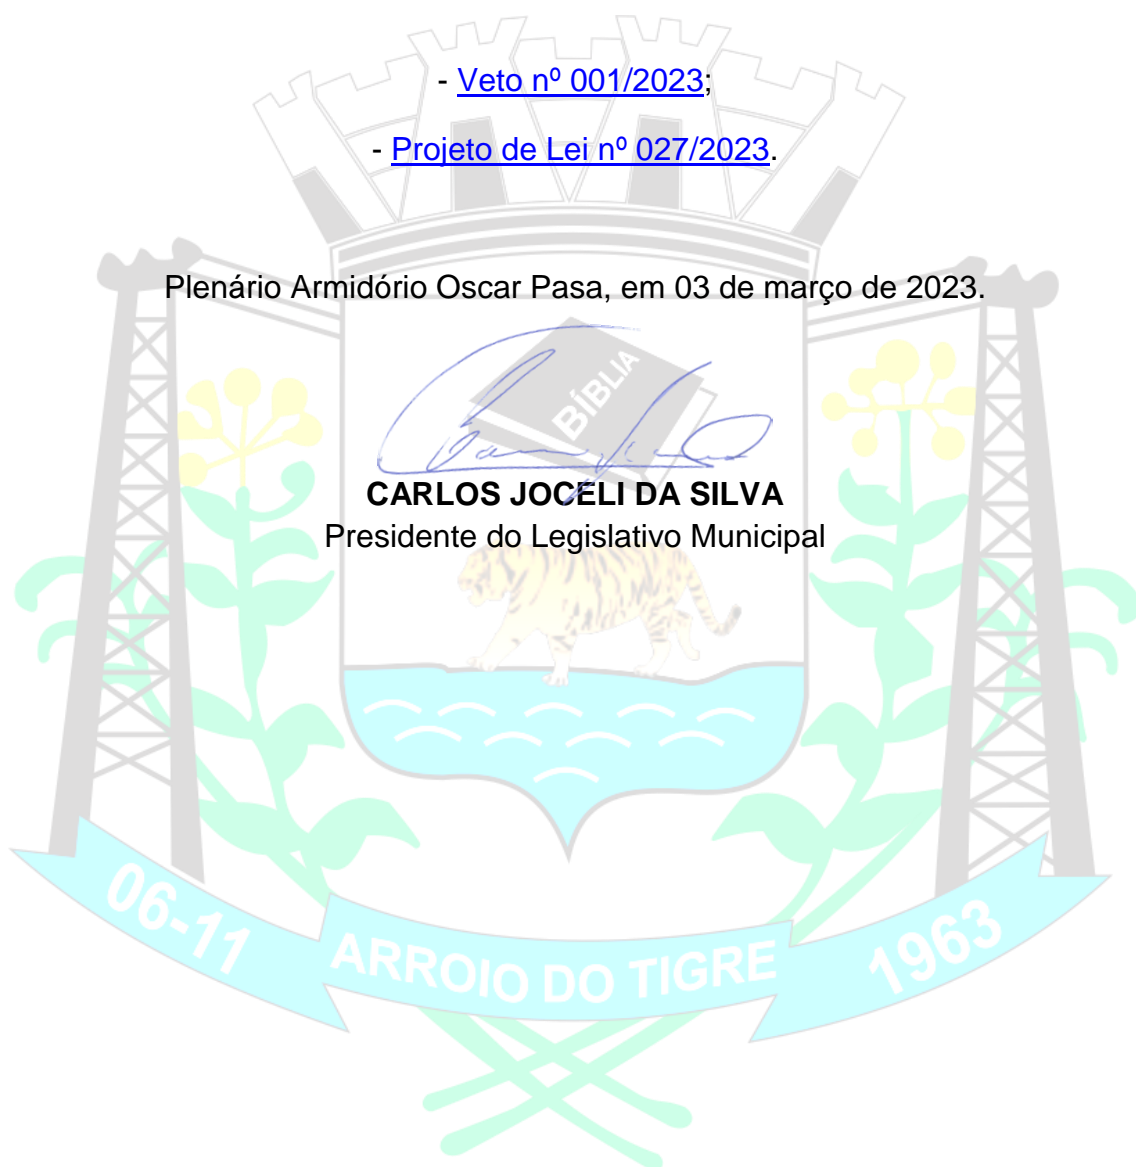 - Veto nº 001/2023;
- Projeto de Lei nº 027/2023.
Plenário Armidório Oscar Pasa, em 03 de março de 2023.
BÍBLIA
CARLOS JOCELI DA SILVA
Presidente do Legislativo Municipal
06-11 ARROIO DO TIGRE 1963